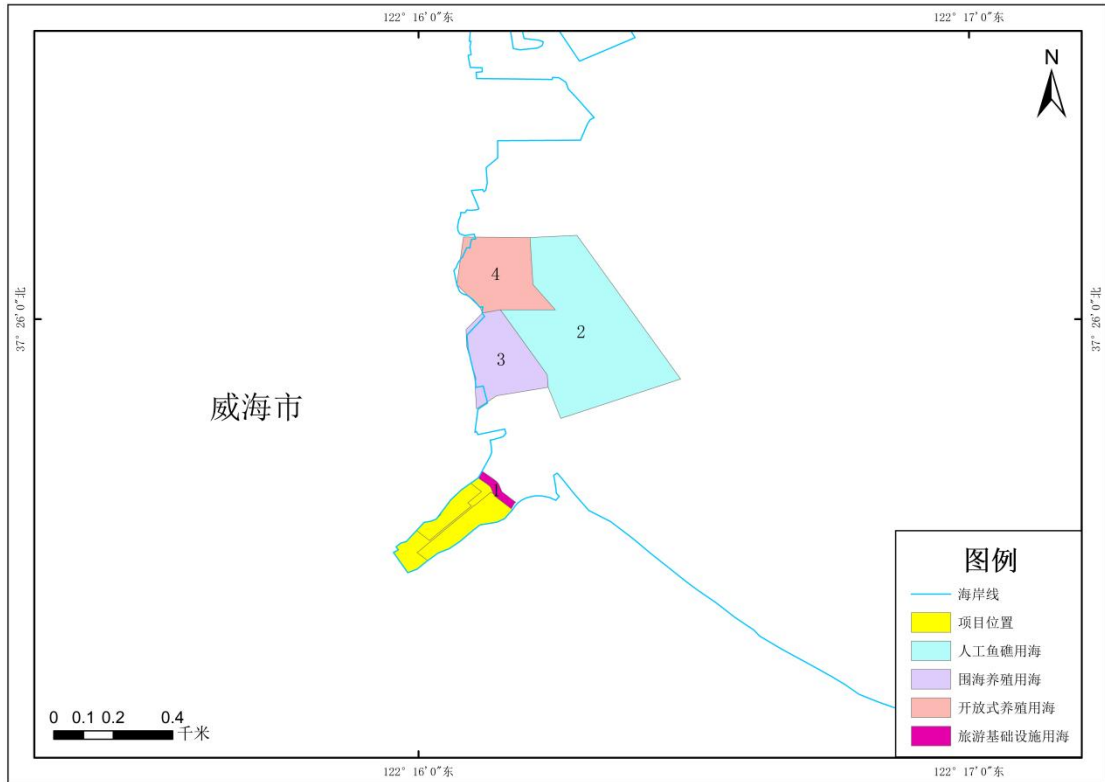 122° 16′0″东
122° 17′0″东
N
37° 26′0″北
37° 26′0″北
4
2
3
威海市
1
图例
海岸线
项目位置
人工鱼礁用海
围海养殖用海
开放式养殖用海
旅游基础设施用海
0 0.1 0.2 0.4
千米
122° 16′0″东
122° 17′0″东